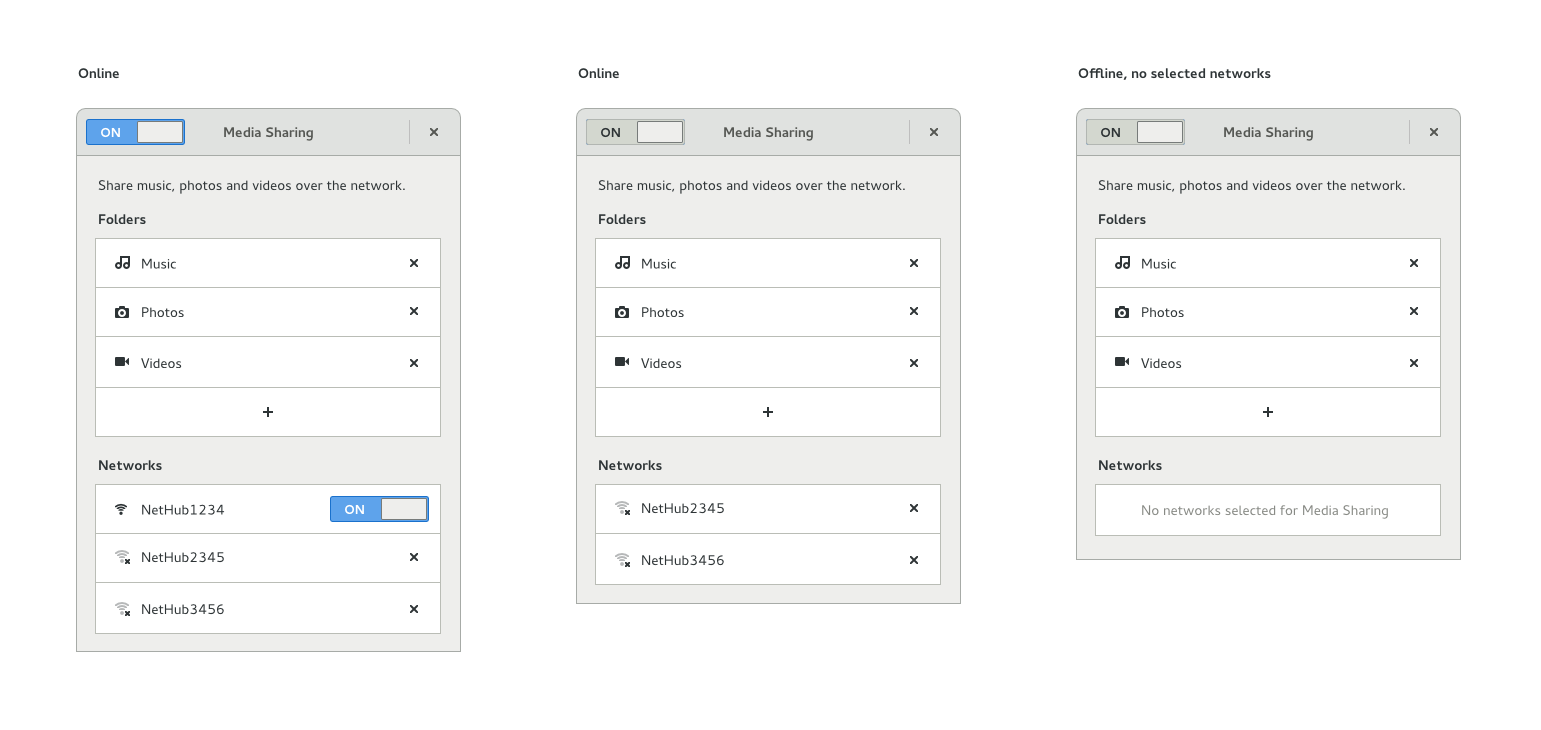 Online
ON Media Sharing
Share music, photos and videos over the network.
Folders
Music
Photos
Videos
+
Networks
NetHub1234 ON
NetHub2345
NetHub3456
Online
ON Media Sharing
Share music, photos and videos over the network.
Folders
Music
Photos
Videos
+
Networks
NetHub2345
NetHub3456
Offline, no selected networks
ON Media Sharing
Share music, photos and videos over the network.
Folders
Music
Photos
Videos
+
Networks
No networks selected for Media Sharing